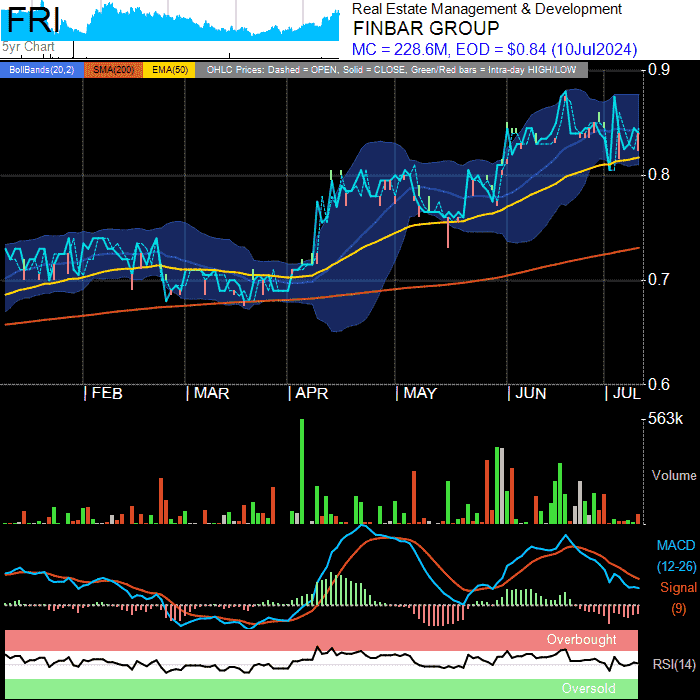 FRI
5yr Chart
Real Estate Management & Development
FINBAR GROUP
MC = 228.6M, EOD = $0.84 (10Jul2024)
BollBands(20,2) SMA(200) EMA(50) OHLC Prices: Dashed = OPEN, Solid = CLOSE, Green/Red bars = Intra-day HIGH/LOW
0.9
0.8
0.7
0.6
| FEB | MAR | APR | MAY | JUN | JUL
563k
Volume
MACD
(12-26)
Signal
(9)
Overbought
RSI(14)
Oversold